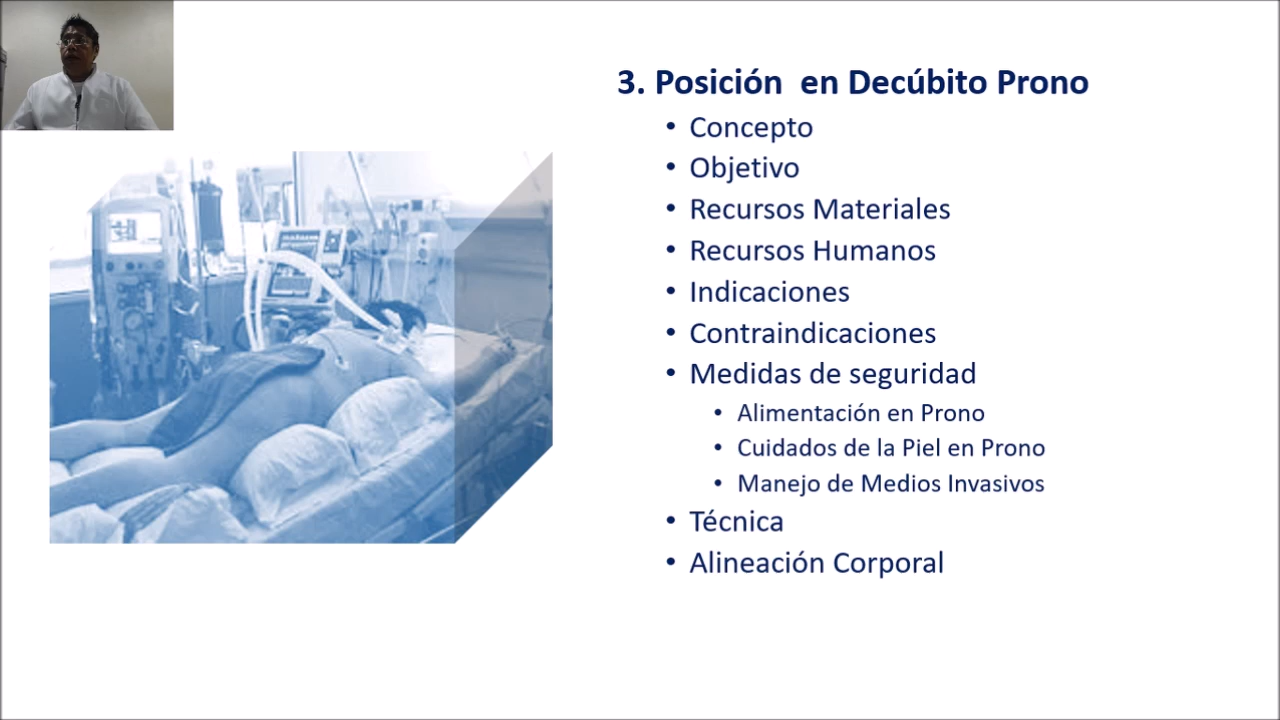 3. Posición en Decúbito Prono
• Concepto
• Objetivo
• Recursos Materiales
• Recursos Humanos
• Indicaciones
• Contraindicaciones
• Medidas de seguridad
• Alimentación en Prono
• Cuidados de la Piel en Prono
• Manejo de Medios Invasivos
• Técnica
• Alineación Corporal